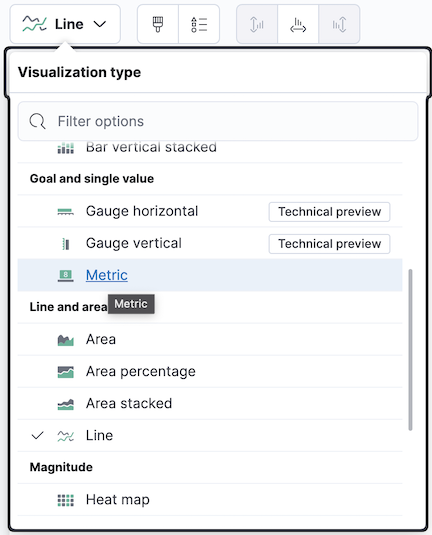 Line
Visualization type
Filter options
Bar vertical stacked
Goal and single value
Gauge horizontal Technical preview
Gauge vertical Technical preview
8 Metric
Metric
Line and area
Area
Area percentage
Area stacked
Line
Magnitude
Heat map